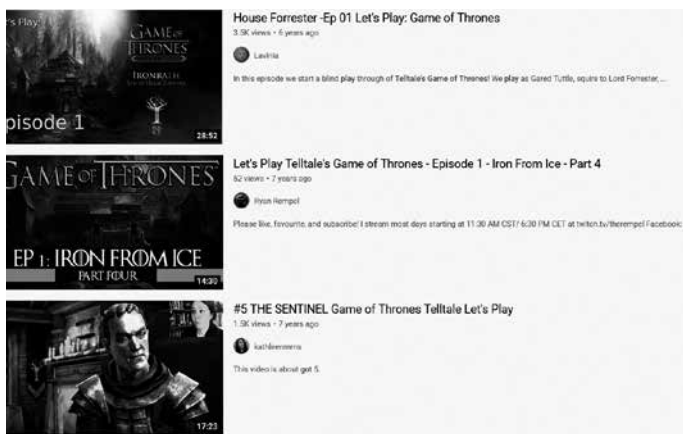 's Play:
GAME OF
THRONES
IRONRATH
pisode 1
28:52
House Forrester -Ep 01 Let's Play: Game of Thrones
3.5K views • 6 years ago
Lavinia
In this episode we start a blind play through of Telltale's Game of Thrones! We play as Gared Tuttle, squire to Lord Forrester, ...
GAME OF THRONES
EP 1: IRON FROM ICE
PART FOUR
14:30
Let's Play Telltale's Game of Thrones - Episode 1 - Iron From Ice - Part 4
62 views • 7 years ago
Ryan Rempel
Please like, favourite, and subscribe! I stream most days starting at 11:30 AM CST/ 6:30 PM CET at twitch.tv/therempel Facebook:
17:23
#5 THE SENTINEL Game of Thrones Telltale Let's Play
1.5K views • 7 years ago
This video is about got 5.